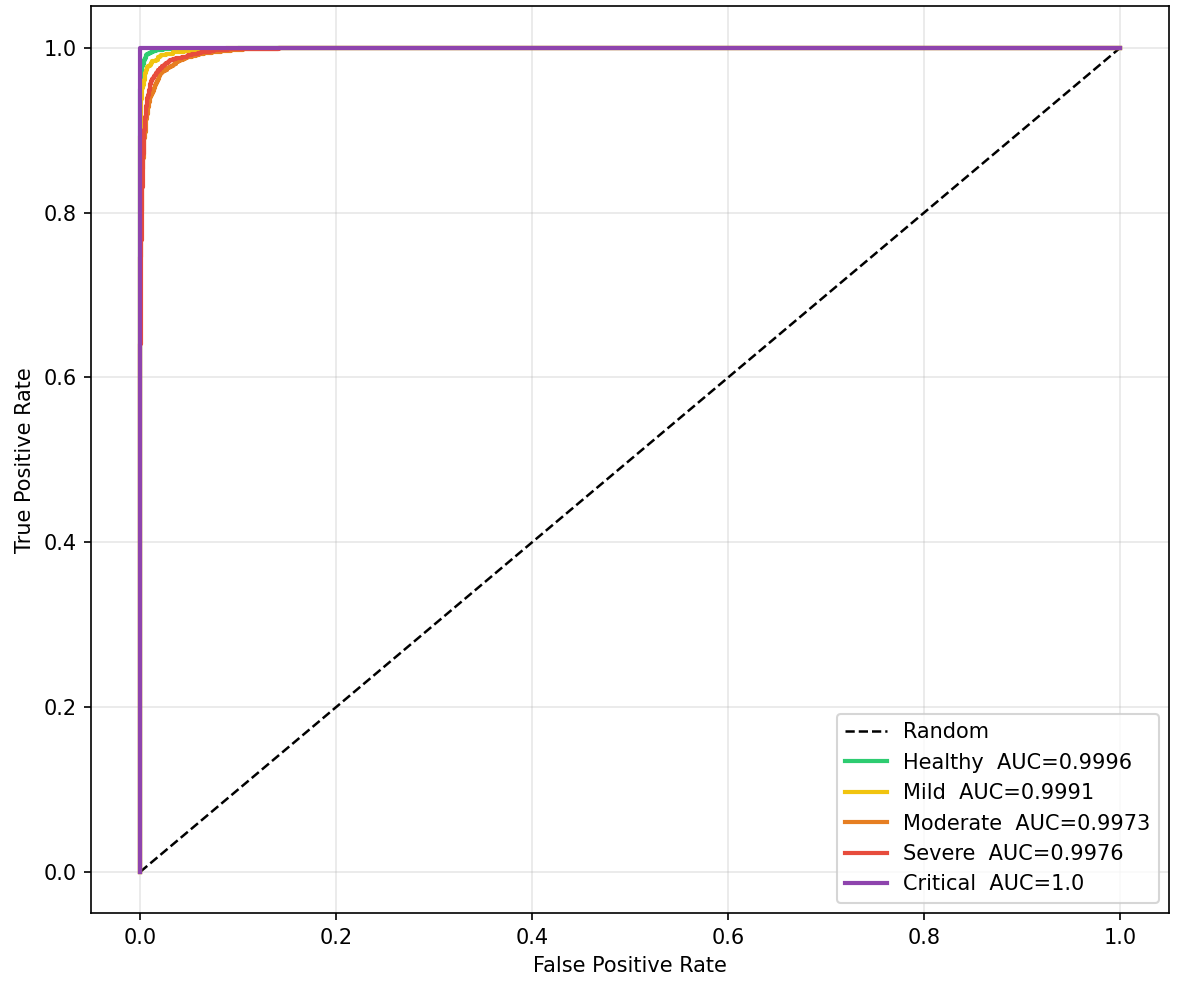 1.0
0.8
0.6
0.4
0.2
0.0
True Positive Rate
0.0 0.2 0.4 0.6 0.8 1.0
False Positive Rate
Random
Healthy  AUC=0.9996
Mild  AUC=0.9991
Moderate  AUC=0.9973
Severe  AUC=0.9976
Critical  AUC=1.0